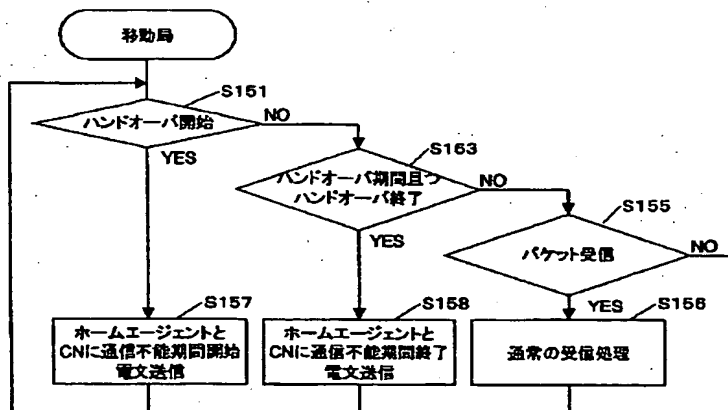 移動局
S151
ハンドオーバ開始
NO
YES
S163
ハンドオーバ期間且つ
ハンドオーバ終了
NO
YES
S155
パケット受信
NO
YES
S157
ホームエージェントと
CNに通信不能期間開始
電文送信
S158
ホームエージェントと
CNに通信不能期間終了
電文送信
S156
通常の受信処理